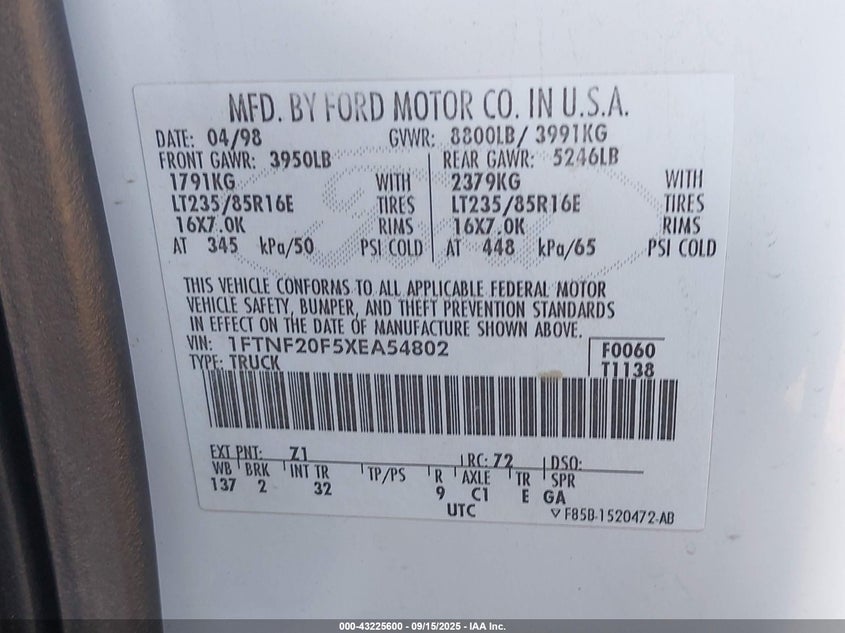 MFD. BY FORD MOTOR CO. IN U.S.A.
DATE: 04/98 GVWR: 8800LB/ 3991KG
FRONT GAWR: 3950LB REAR GAWR: 5246LB
1791KG WITH 2379KG WITH
LT235/85R16E TIRES LT235/85R16E TIRES
16X7.0K RIMS 16X7.0K RIMS
AT 345 kPa/50 PSI COLD AT 448 kPa/65 PSI COLD
THIS VEHICLE CONFORMS TO ALL APPLICABLE FEDERAL MOTOR
VEHICLE SAFETY, BUMPER, AND THEFT PREVENTION STANDARDS
IN EFFECT ON THE DATE OF MANUFACTURE SHOWN ABOVE.
VIN: 1FTNF20F5XEA54802 F0060
TYPE: TRUCK T1138
EXT PNT: Z1 RC: 72 DSO:
WB BRK INT TR TP/PS R AXLE TR SPR
137 2 32 9 C1 E GA
UTC ▽ F85B-1520472-AB
000-43225600 - 09/15/2025 - IAA Inc.